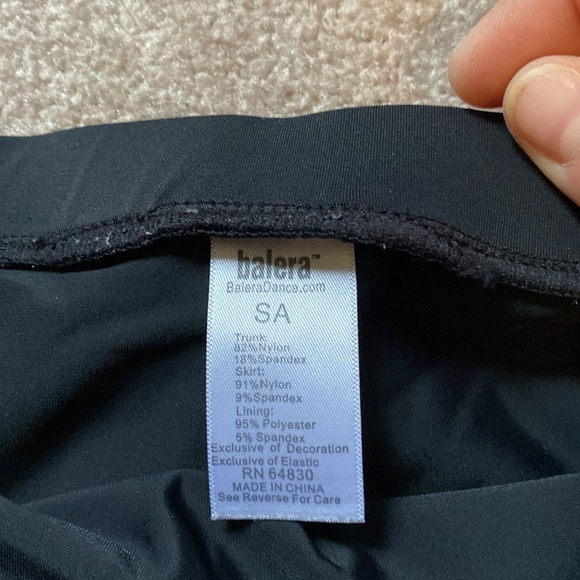 balera™
BaleraDance.com
SA
Trunk:
82%Nylon
18%Spandex
Skirt:
91%Nylon
9%Spandex
Lining:
95% Polyester
5% Spandex
Exclusive of Decoration
Exclusive of Elastic
RN 64830
MADE IN CHINA
See Reverse For Care